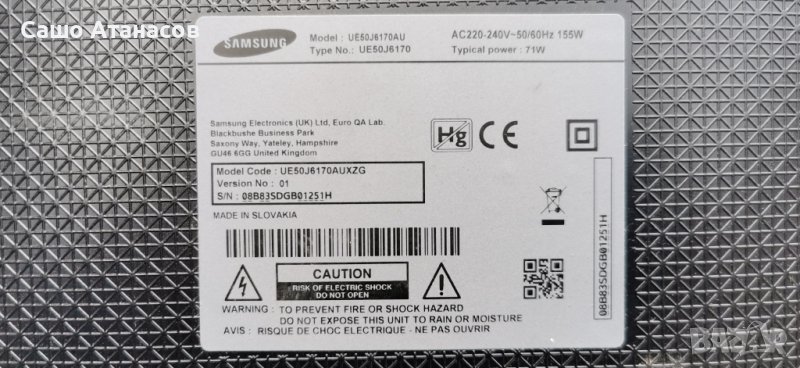 Сашо Атанасов
SAMSUNG
Model : UE50J6170AU
Type No.: UE50J6170
AC220-240V~50/60Hz 155W
Typical power : 71W
Samsung Electronics (UK) Ltd, Euro QA Lab.
Blackbushe Business Park
Saxony Way, Yateley, Hampshire
GU46 6GG United Kingdom
Hg CE
Model Code : UE50J6170AUXZG
Version No : 01
S/N : 08B83SDGB01251H
MADE IN SLOVAKIA
08B83SDGB01251H
CAUTION
RISK OF ELECTRIC SHOCK
DO NOT OPEN
WARNING : TO PREVENT FIRE OR SHOCK HAZARD
DO NOT EXPOSE THIS UNIT TO RAIN OR MOISTURE
AVIS : RISQUE DE CHOC ELECTRIQUE - NE PAS OUVRIR